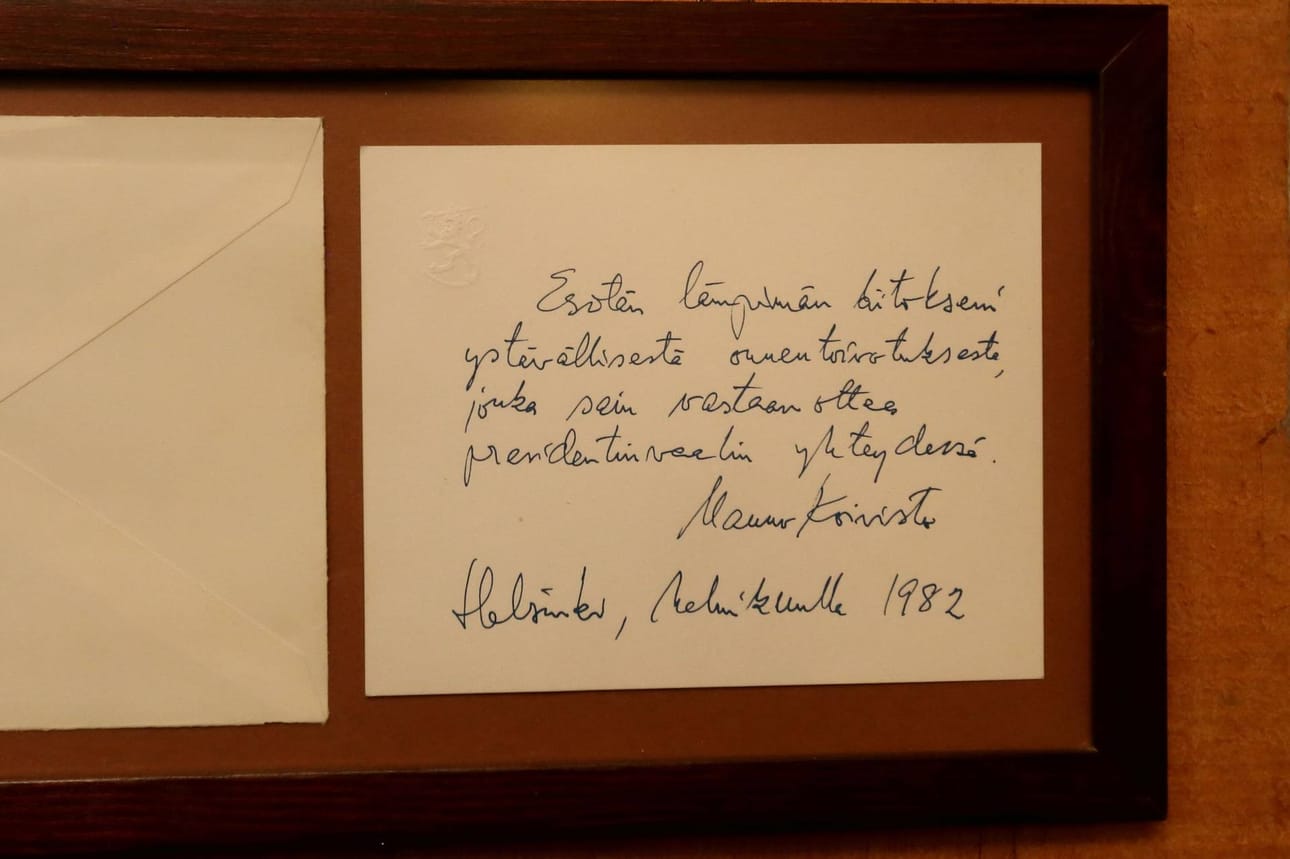 Esitän lämpimän kiitokseni
ystävällisestä onnentoivotuksesta,
jonka sain vastaanottaa
presidentinvaalin yhteydessä.
Mauno Koivisto
Helsinki, helmikuulla 1982